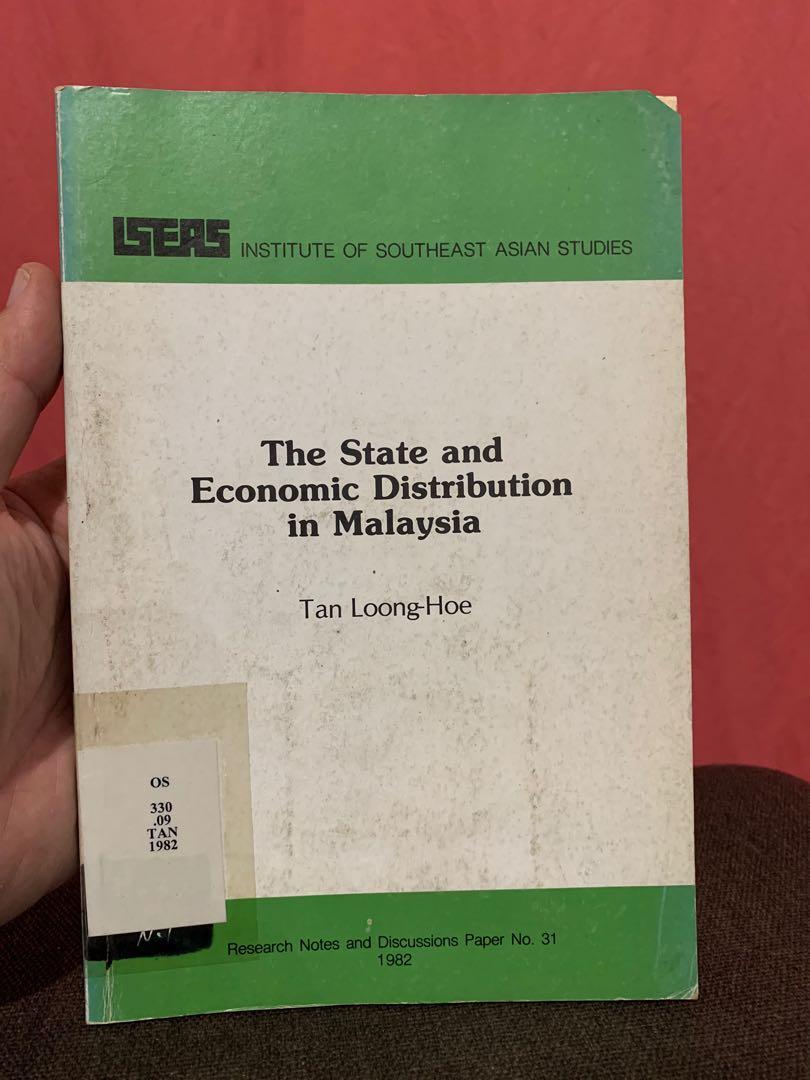 ISEAS INSTITUTE OF SOUTHEAST ASIAN STUDIES
The State and
Economic Distribution
in Malaysia
Tan Loong-Hoe
OS
330
.09
TAN
1982
Research Notes and Discussions Paper No. 31
1982